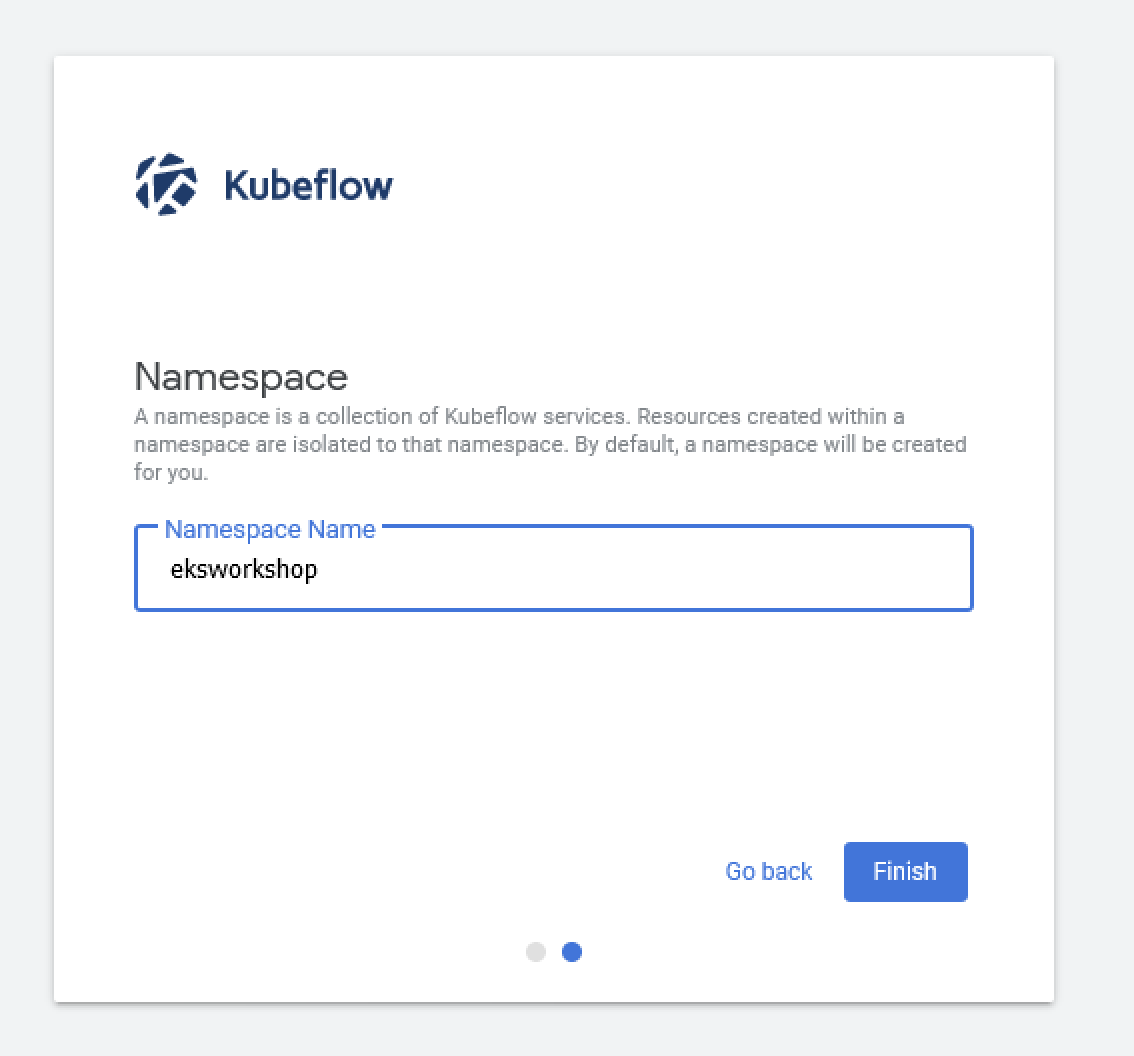 Kubeflow
Namespace
A namespace is a collection of Kubeflow services. Resources created within a
namespace are isolated to that namespace. By default, a namespace will be created
for you.
Namespace Name
eksworkshop
Go back
Finish